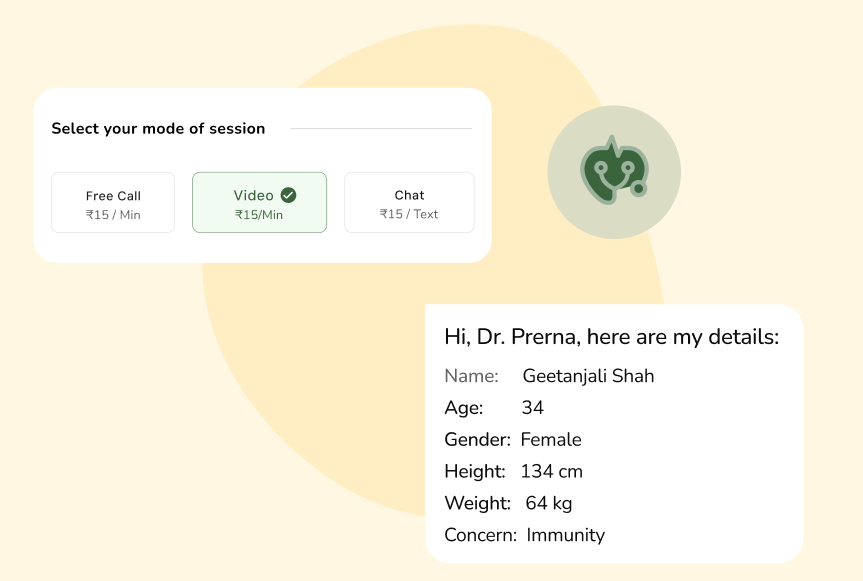 Select your mode of session
Free Call
₹15 / Min
Video
₹15/Min
Chat
₹15 / Text
Hi, Dr. Prerna, here are my details:
Name: Geetanjali Shah
Age: 34
Gender: Female
Height: 134 cm
Weight: 64 kg
Concern: Immunity